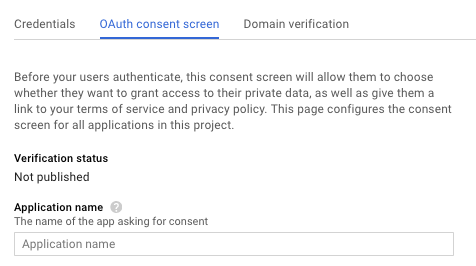 Credentials OAuth consent screen Domain verification
Before your users authenticate, this consent screen will allow them to choose
whether they want to grant access to their private data, as well as give them a
link to your terms of service and privacy policy. This page configures the consent
screen for all applications in this project.
Verification status
Not published
Application name ?
The name of the app asking for consent
Application name